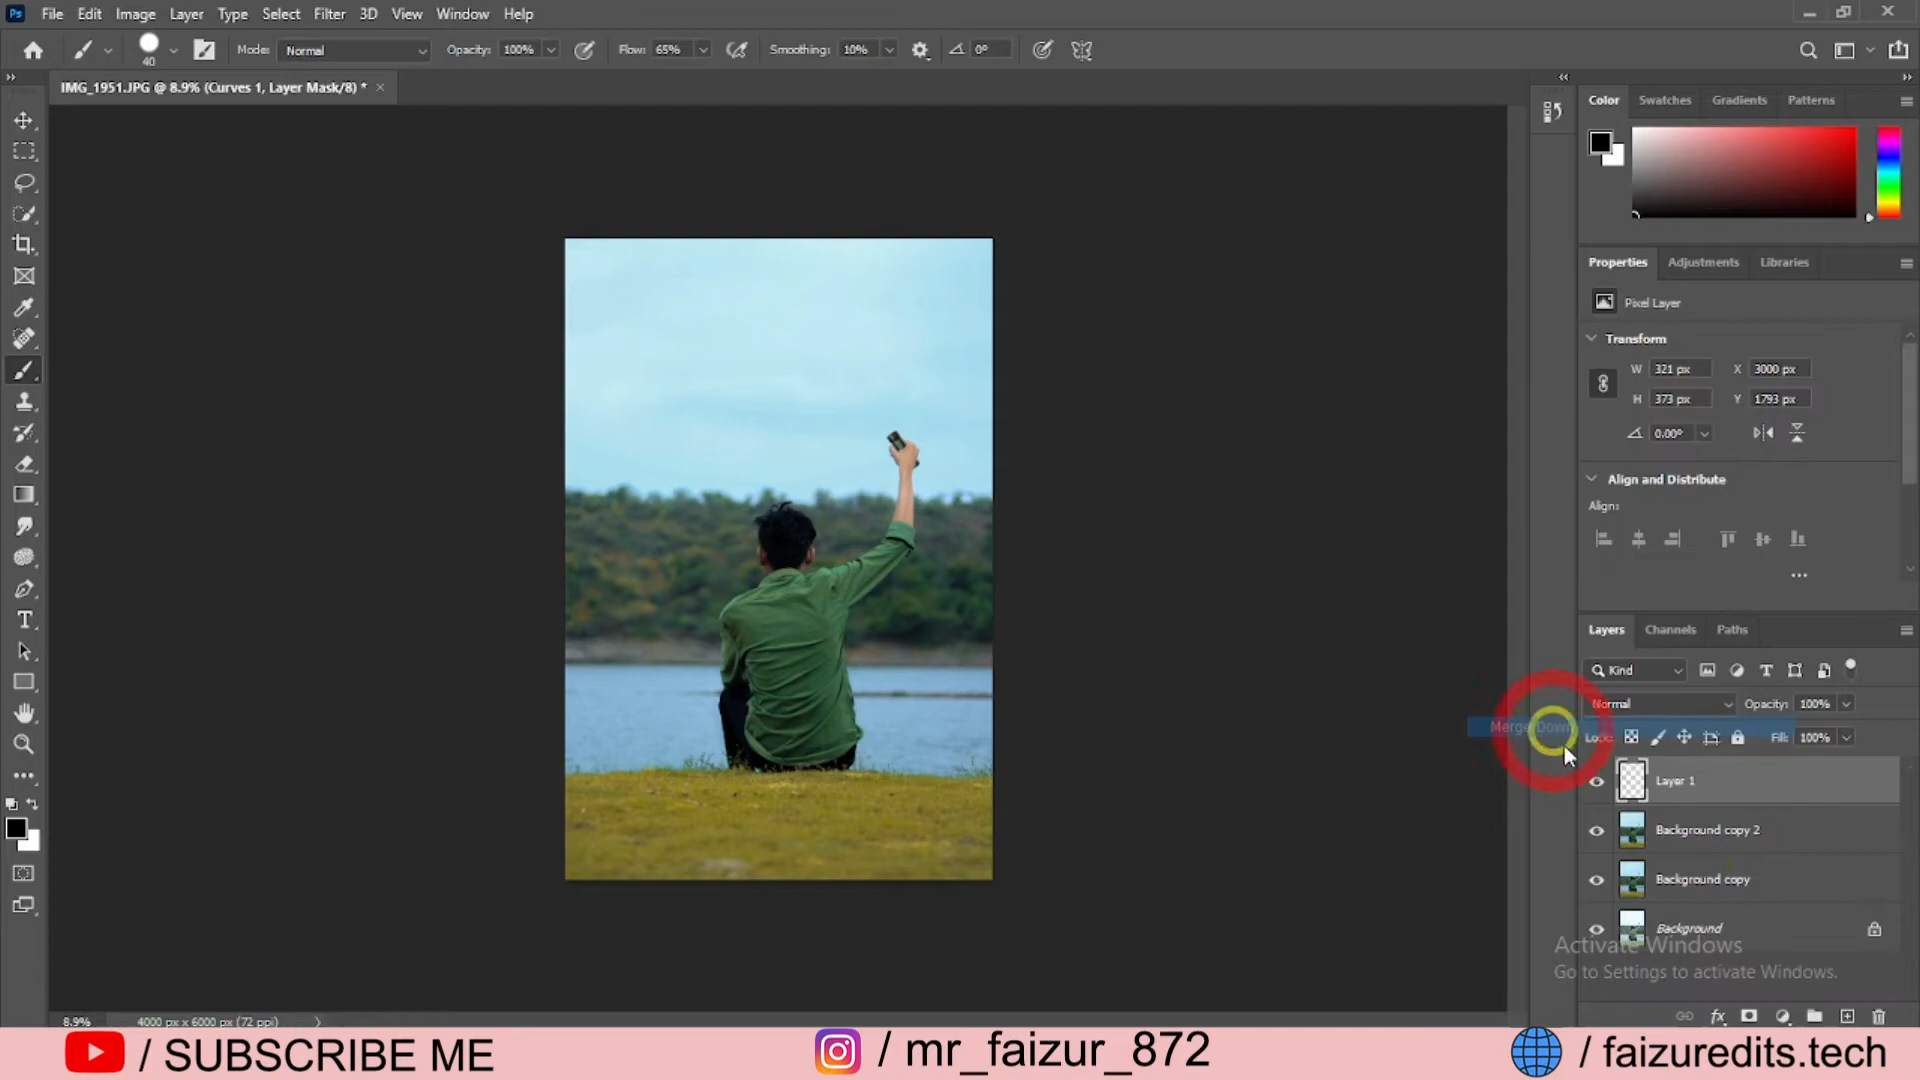 Ps File Edit Image Layer Type Select Filter 3D View Window Help
40 Mode: Normal Opacity: 100% Flow: 65% Smoothing: 10% 0°
IMG_1951.JPG @ 8.9% (Curves 1, Layer Mask/8) * ×
Color Swatches Gradients Patterns
Properties Adjustments Libraries
Pixel Layer
Transform
W 321 px X 3000 px
H 373 px Y 1793 px
0.00°
Align and Distribute
Align:
Layers Channels Paths
Kind
Normal Opacity: 100%
Merge Down
Lock: Fill: 100%
Layer 1
Background copy 2
Background copy
Background
Activate Windows
Go to Settings to activate Windows.
8.9% 4000 px x 6000 px (72 ppi)
/ SUBSCRIBE ME / mr_faizur_872 / faizuredits.tech